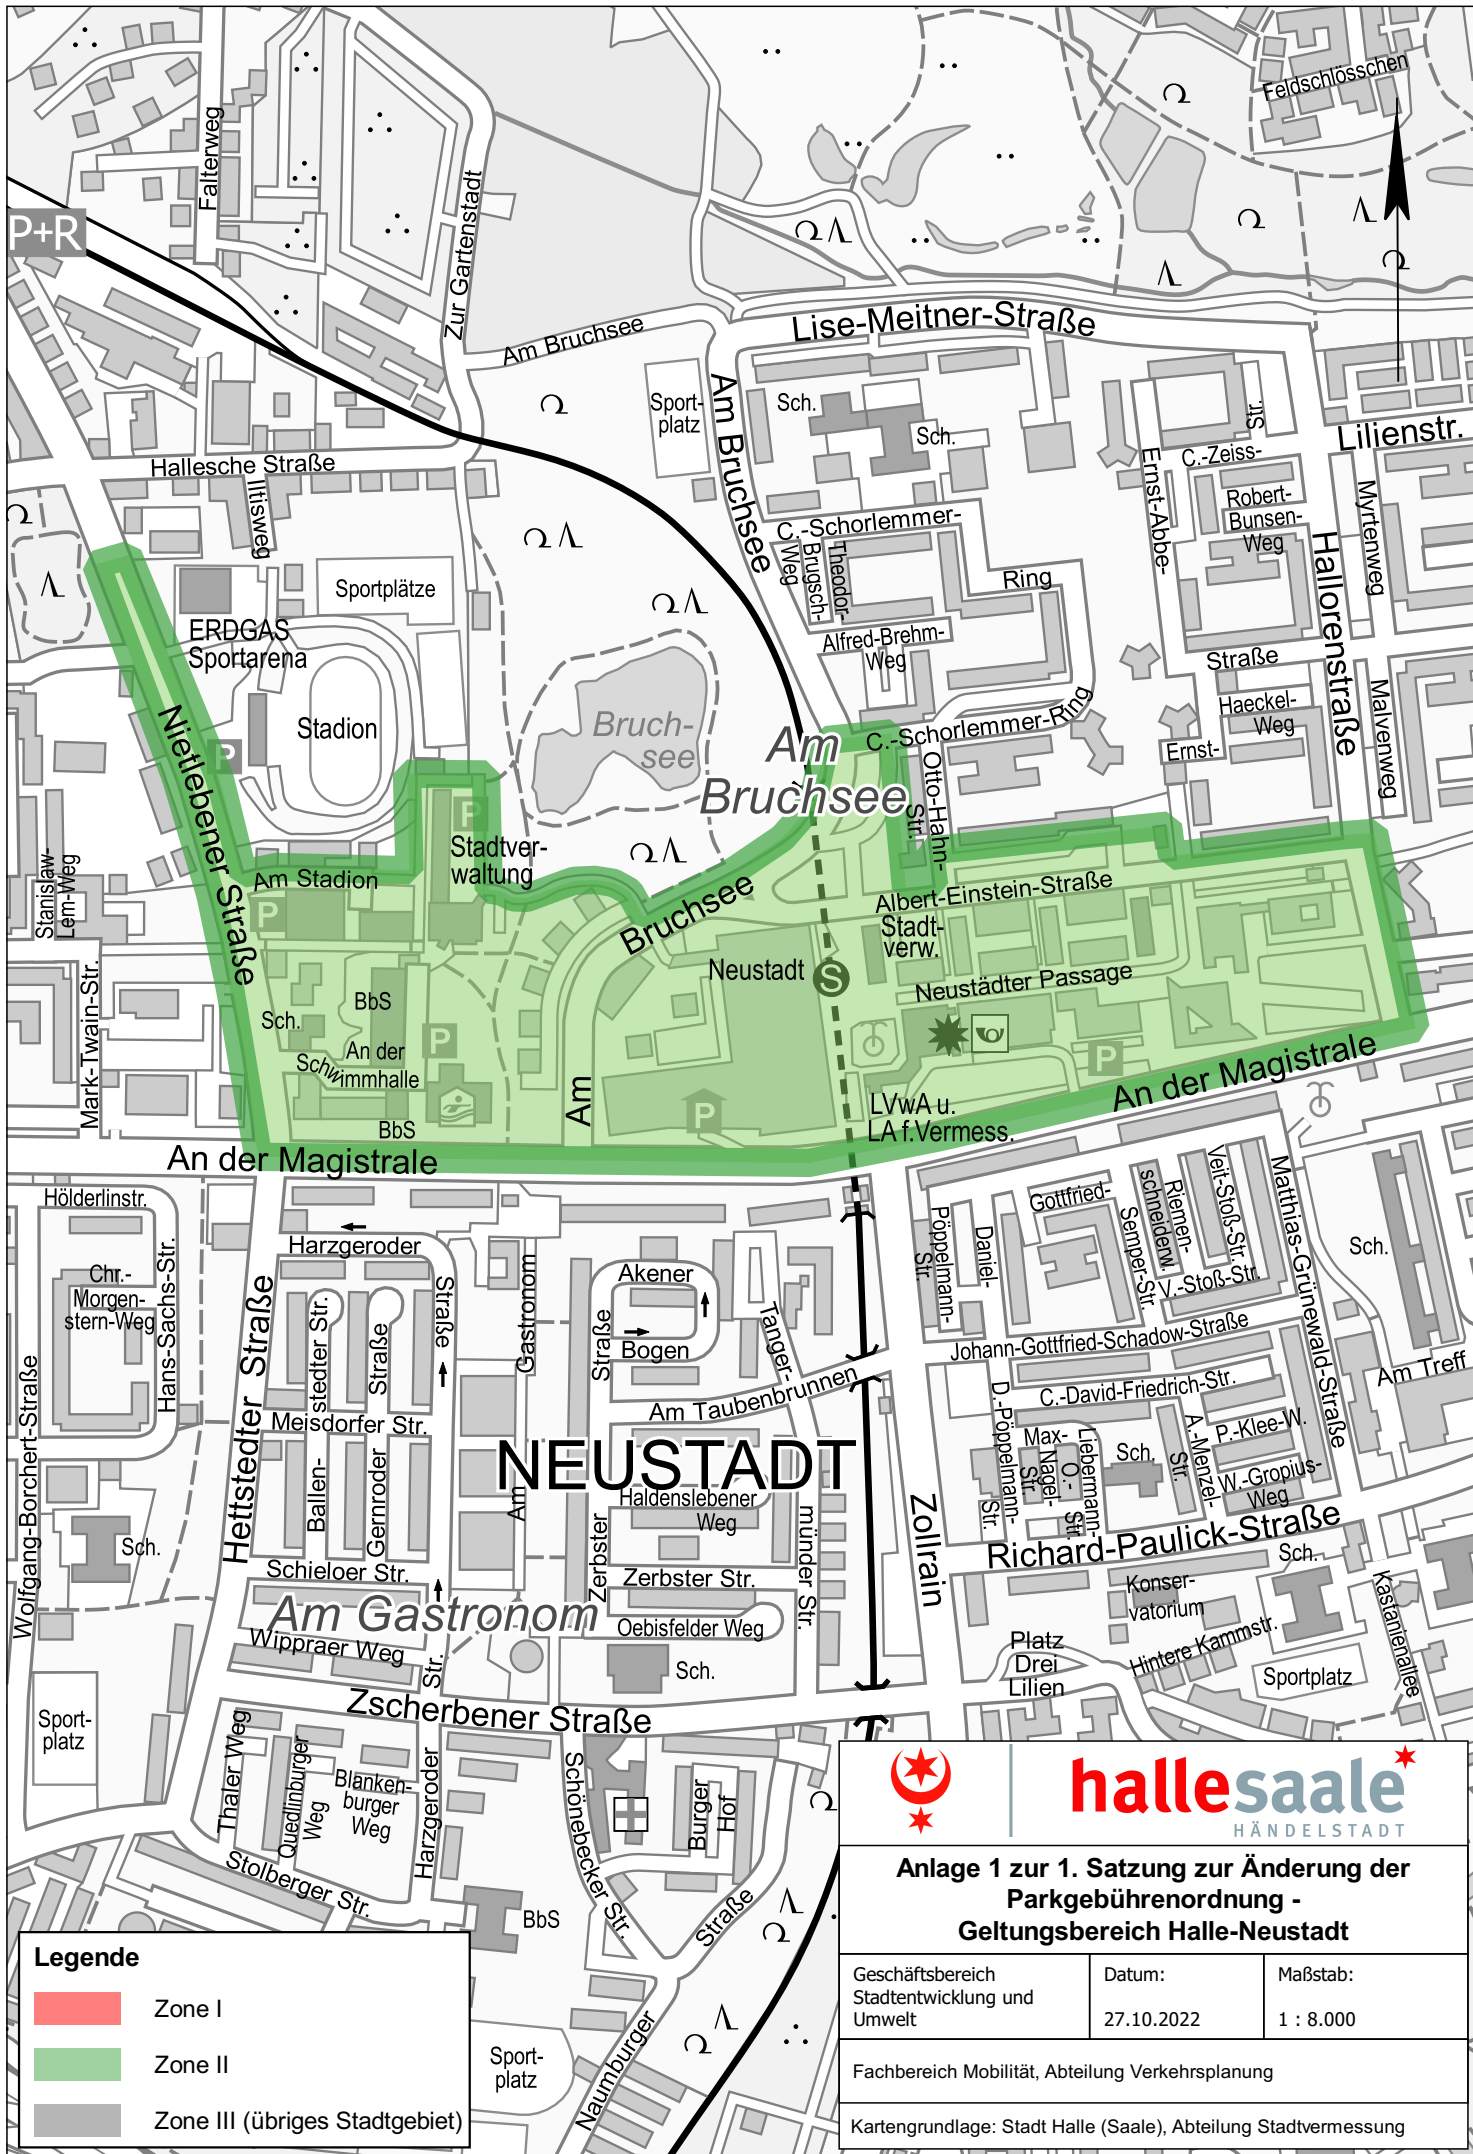 Feldschlösschen
Falterweg
P+R
Zur Gartenstadt
Am Bruchsee
Lise-Meitner-Straße
Sport-
platz
Am Bruchsee
Sch.
Sch.
Str.
C.-Zeiss-
Lilienstr.
Hallesche Straße
Iltisweg
Ernst-Abbe-
Robert-
Bunsen-
Weg
Myrtenweg
C.-Schorlemmer-
Ring
Weg
Brugsch-
Theodor-
Hallorenstraße
Sportplätze
ERDGAS
Sportarena
Alfred-Brehm-
Weg
Straße
Haeckel-
Weg
Ernst-
Malvenweg
Stadion
P
Nietlebener Straße
Bruch-
see
Am
Bruchsee
C.-Schorlemmer-Ring
Otto-Hahn-
Str.
P
Stadtver-
waltung
Am Stadion
P
Stanislaw-
Lem-Weg
Bruchsee
Albert-Einstein-Straße
Stadt-
verw.
Neustadt
S
Neustädter Passage
Mark-Twain-Str.
BbS
Sch.
An der
Schwimmhalle
P
BbS
Am
P
P
LVwA u.
LA f.Vermess.
An der Magistrale
An der Magistrale
Hölderlinstr.
Hans-Sachs-Str.
Chr.-
Morgen-
stern-Weg
Harzgeroder
Straße
Hettstedter Straße
Ballen-
stedter Str.
Gernroder
Straße
Meisdorfer Str.
Am
Gastronom
Akener
Bogen
Straße
Zerbster
Tanger-
münder Str.
Am Taubenbrunnen
NEUSTADT
Haldenslebener
Weg
Zerbster Str.
Oebisfelder Weg
Sch.
Wolfgang-Borchert-Straße
Sch.
Schieloer Str.
Am Gastronom
Wippraer Weg
Str.
Zscherbener Straße
Zollrain
Pöppelmann-
Str.
Daniel-
Gottfried-
Semper-Str.
Riemen-
schneiderw.
Veit-Stoß-Str.
V.-Stoß-Str.
Matthias-Grünewald-Straße
Sch.
Johann-Gottfried-Schadow-Straße
Am Treff
C.-David-Friedrich-Str.
D.-Pöppelmann-
Str.
Max-
Nagel-
Str.
O.-
Liebermann-
Str.
Sch.
A.-Menzel-
Str.
P.-Klee-W.
W.-Gropius-
Weg
Richard-Paulick-Straße
Sch.
Konser-
vatorium
Hintere Kammstr.
Kastanienallee
Sportplatz
Platz
Drei
Lilien
Sport-
platz
Thaler Weg
Quedlinburger
Weg
Blanken-
burger
Weg
Harzgeroder
Stolberger Str.
Schönebecker Str.
Burger
Hof
BbS
Straße
Naumburger
Sport-
platz
Legende
Zone I
Zone II
Zone III (übriges Stadtgebiet)
hallesaale
HÄNDELSTADT
Anlage 1 zur 1. Satzung zur Änderung der
Parkgebührenordnung -
Geltungsbereich Halle-Neustadt
Geschäftsbereich
Stadtentwicklung und
Umwelt
Datum:
27.10.2022
Maßstab:
1 : 8.000
Fachbereich Mobilität, Abteilung Verkehrsplanung
Kartengrundlage: Stadt Halle (Saale), Abteilung Stadtvermessung